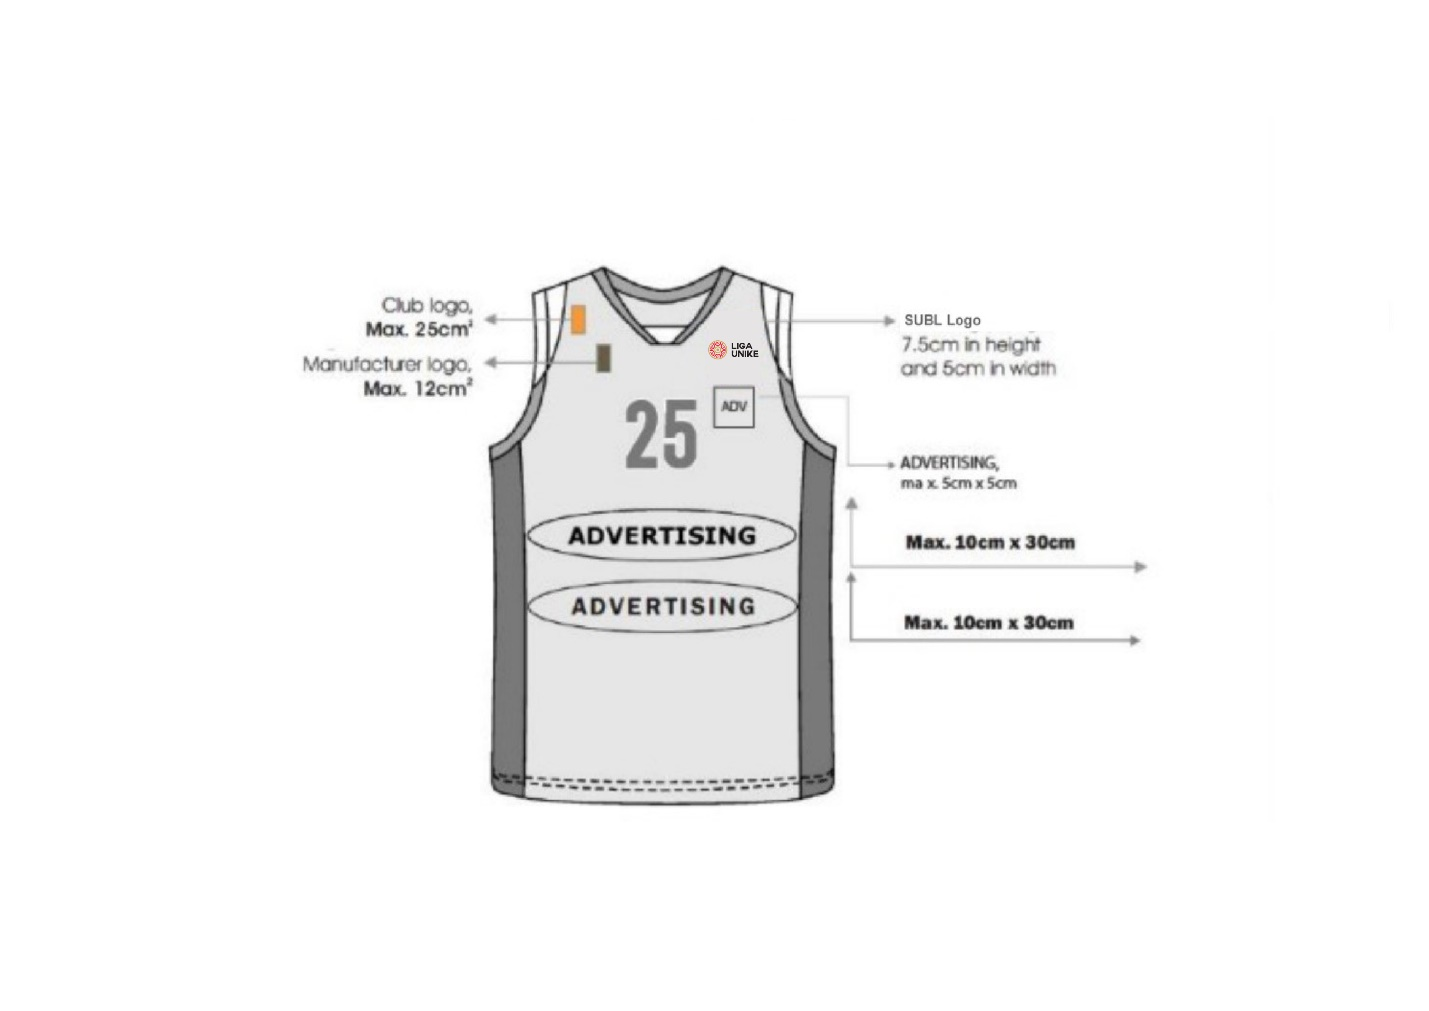 Club logo,
Max. 25cm²
Manufacturer logo,
Max. 12cm²
LIGA
UNIKE
SUBL Logo
7.5cm in height
and 5cm in width
25
ADV
ADVERTISING,
ma x. 5cm x 5cm
ADVERTISING
Max. 10cm x 30cm
ADVERTISING
Max. 10cm x 30cm